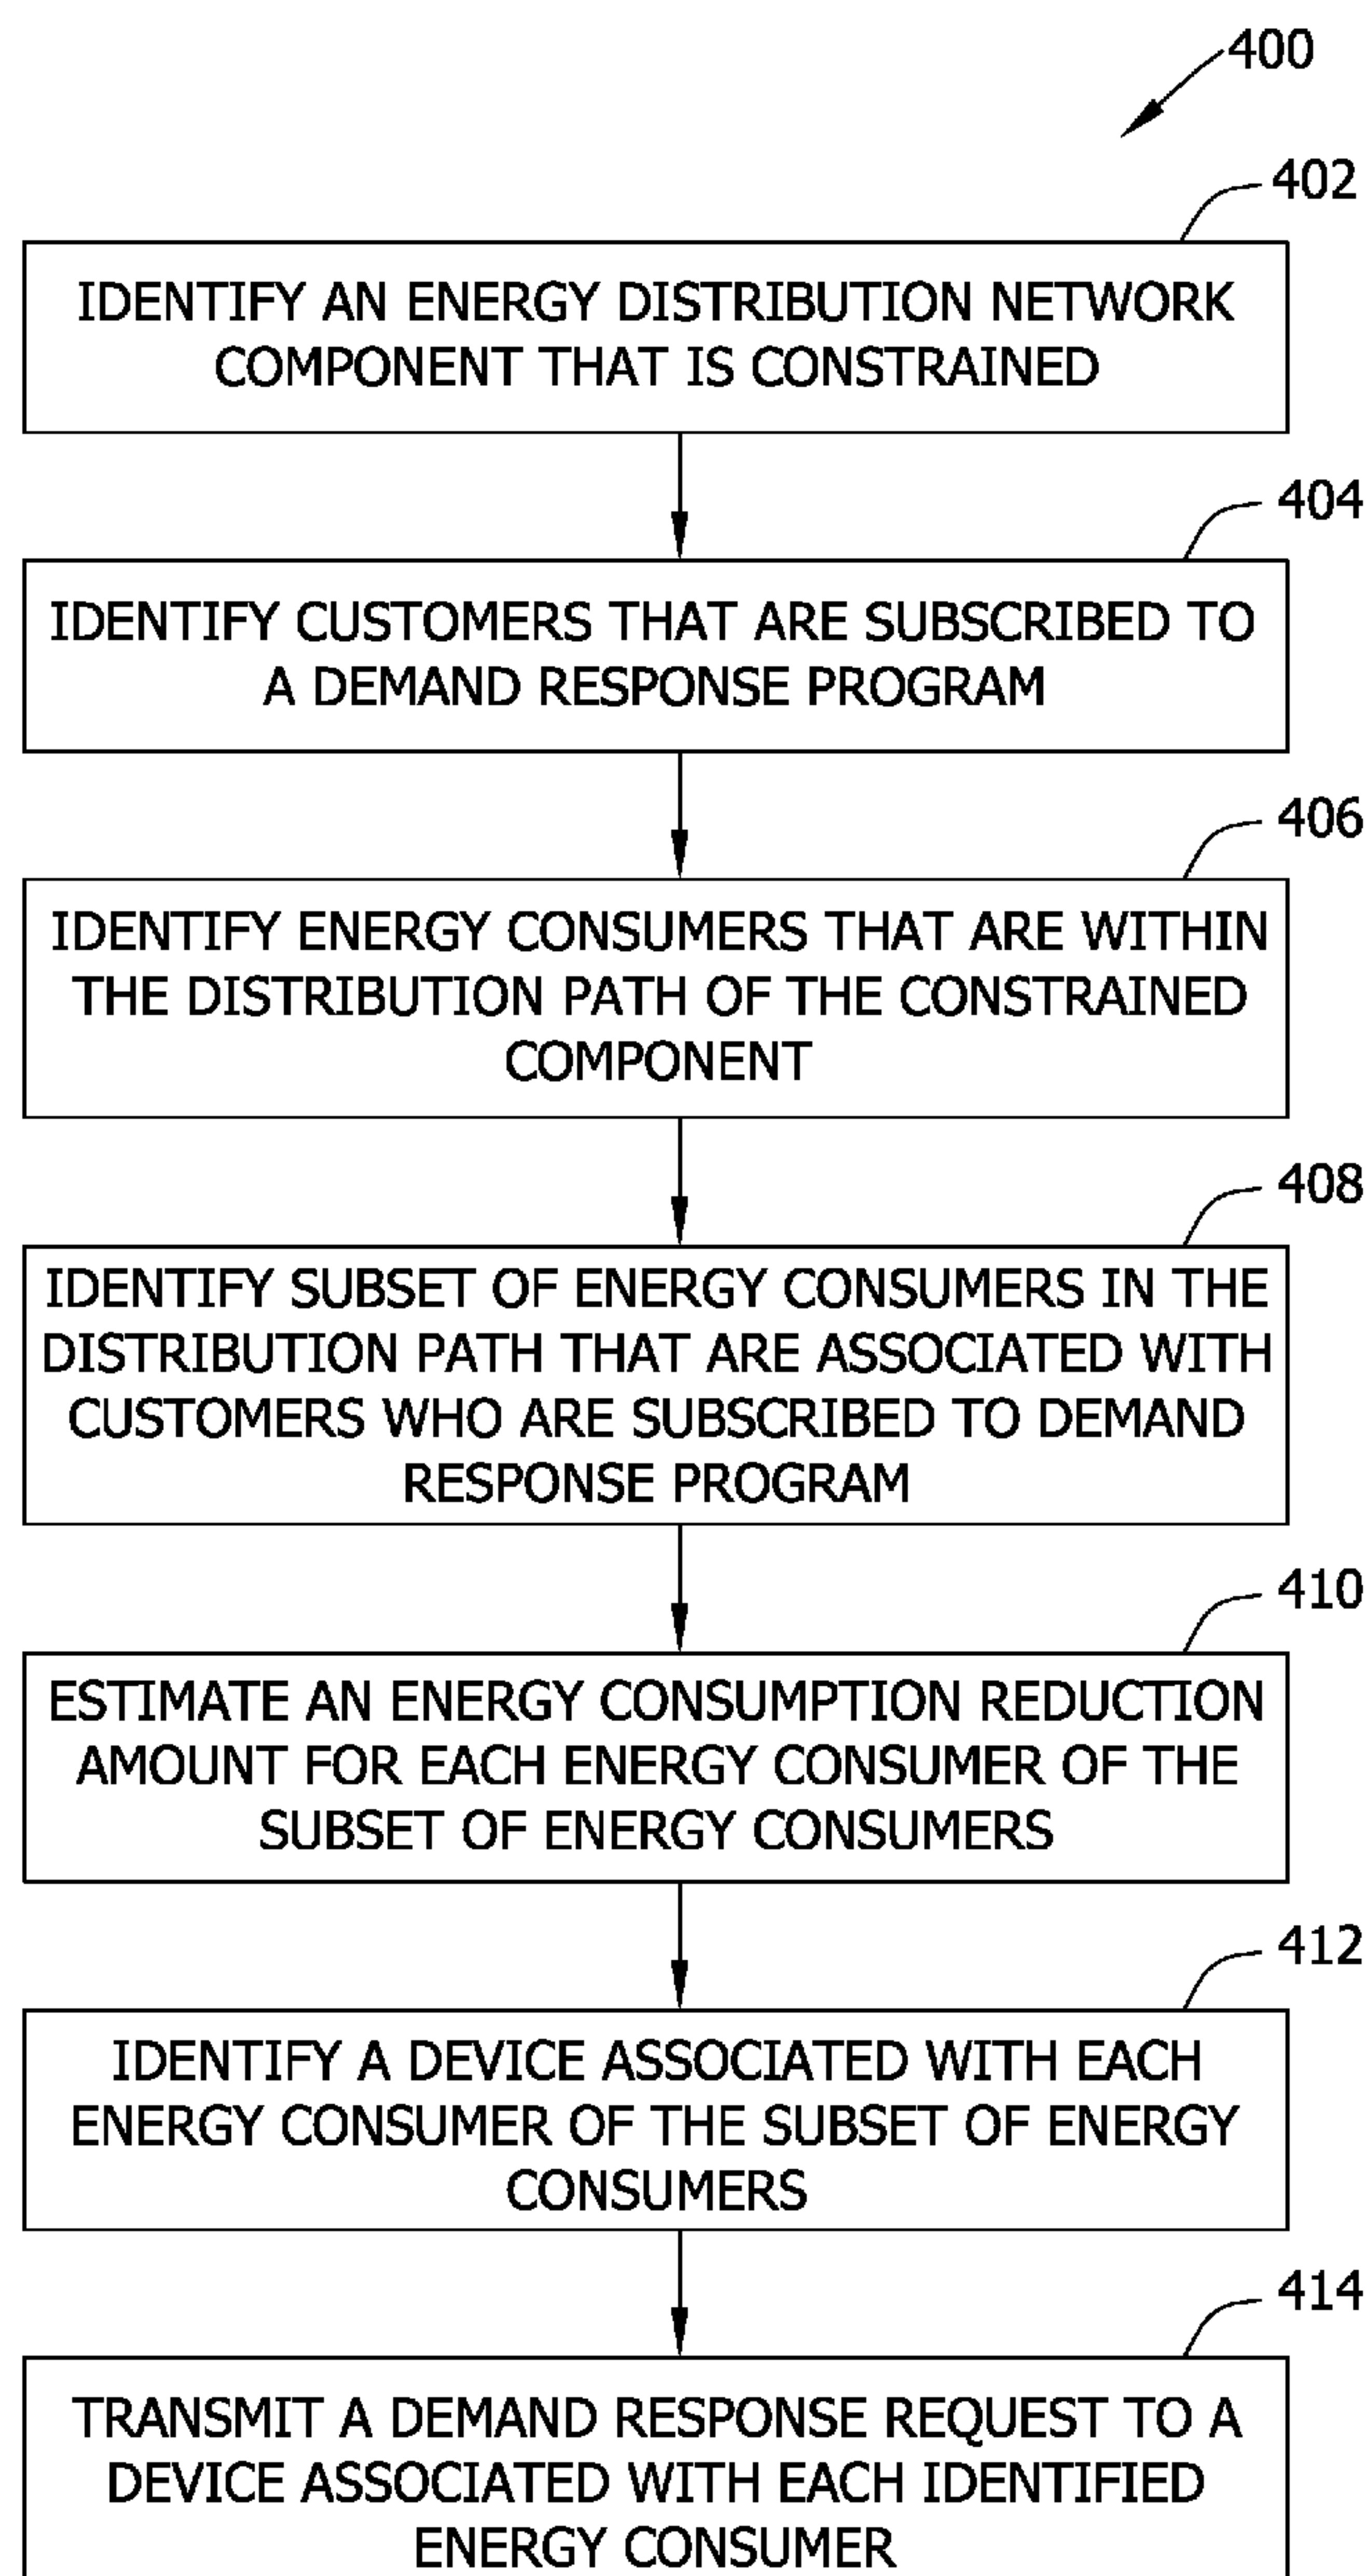 400
402
IDENTIFY AN ENERGY DISTRIBUTION NETWORK
COMPONENT THAT IS CONSTRAINED
404
IDENTIFY CUSTOMERS THAT ARE SUBSCRIBED TO
A DEMAND RESPONSE PROGRAM
406
IDENTIFY ENERGY CONSUMERS THAT ARE WITHIN
THE DISTRIBUTION PATH OF THE CONSTRAINED
COMPONENT
408
IDENTIFY SUBSET OF ENERGY CONSUMERS IN THE
DISTRIBUTION PATH THAT ARE ASSOCIATED WITH
CUSTOMERS WHO ARE SUBSCRIBED TO DEMAND
RESPONSE PROGRAM
410
ESTIMATE AN ENERGY CONSUMPTION REDUCTION
AMOUNT FOR EACH ENERGY CONSUMER OF THE
SUBSET OF ENERGY CONSUMERS
412
IDENTIFY A DEVICE ASSOCIATED WITH EACH
ENERGY CONSUMER OF THE SUBSET OF ENERGY
CONSUMERS
414
TRANSMIT A DEMAND RESPONSE REQUEST TO A
DEVICE ASSOCIATED WITH EACH IDENTIFIED
ENERGY CONSUMER